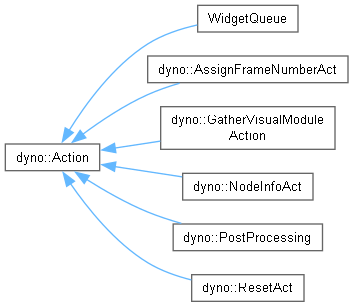 WidgetQueue
dyno::AssignFrameNumberAct
dyno::GatherVisualModule
Action
dyno::Action
dyno::NodeInfoAct
dyno::PostProcessing
dyno::ResetAct